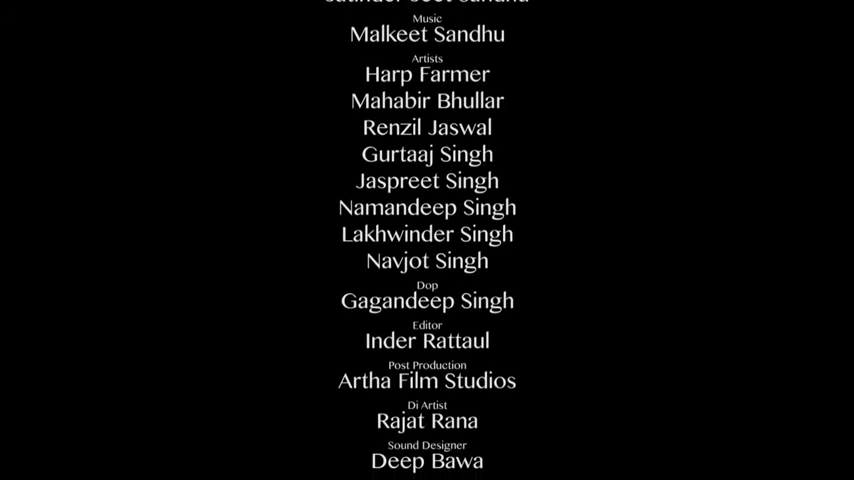 Music
Malkeet Sandhu
Artists
Harp Farmer
Mahabir Bhullar
Renzil Jaswal
Gurtaaj Singh
Jaspreet Singh
Namandeep Singh
Lakhwinder Singh
Navjot Singh
Dop
Gagandeep Singh
Editor
Inder Rattaul
Post Production
Artha Film Studios
Di Artist
Rajat Rana
Sound Designer
Deep Bawa